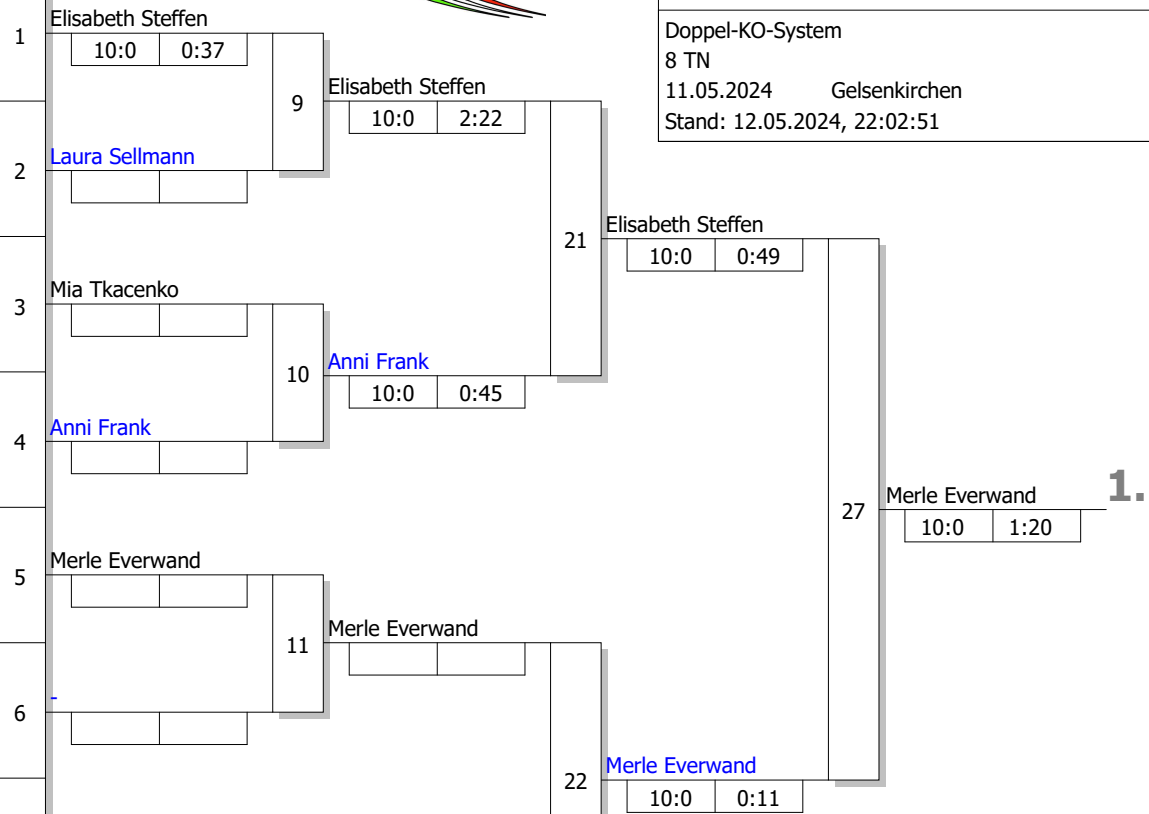 Doppel-KO-System
8 TN
11.05.2024 Gelsenkirchen
Stand: 12.05.2024, 22:02:51
1 Elisabeth Steffen
10:0 0:37
9 Elisabeth Steffen
10:0 2:22
2 Laura Sellmann
21 Elisabeth Steffen
10:0 0:49
3 Mia Tkacenko
10 Anni Frank
10:0 0:45
4 Anni Frank
27 Merle Everwand 1.
10:0 1:20
5 Merle Everwand
11 Merle Everwand
6 -
22 Merle Everwand
10:0 0:11